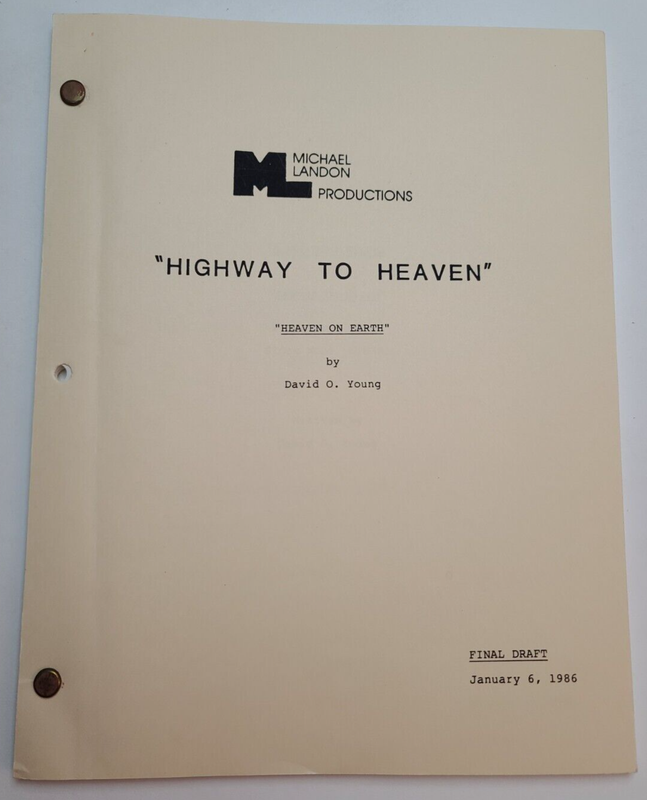 ML
MICHAEL
LANDON
PRODUCTIONS
"HIGHWAY TO HEAVEN"
"HEAVEN ON EARTH"
by
David O. Young
FINAL DRAFT
January 6, 1986